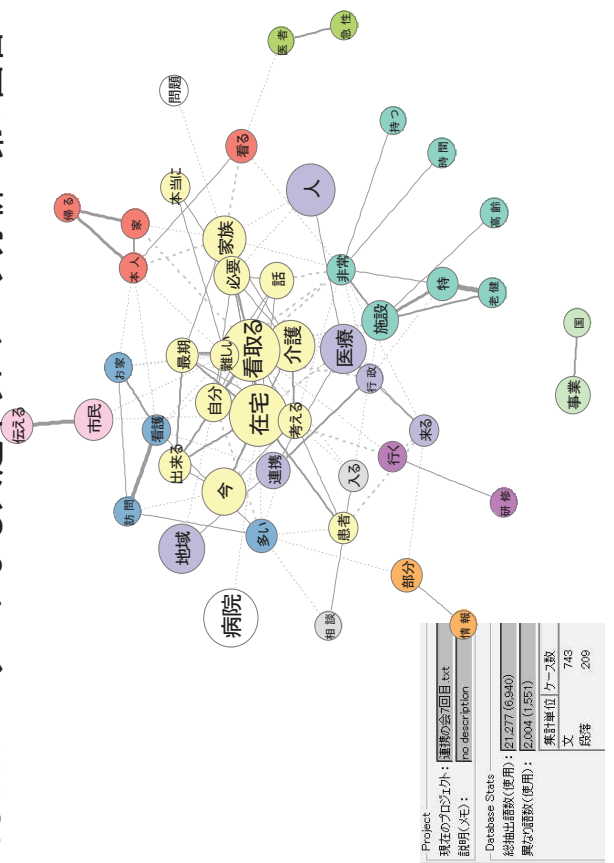 伝える
市民
帰る
家
本人
看る
医者
急性
問題
本当に
家族
必要
話
人
持つ
時間
高齢
非常
特
老健
施設
お家
看護
訪問
最期
難しい
看取る
介護
自分
在宅
考える
出来る
今
連携
医療
行政
来る
行く
研修
入る
患者
多い
地域
病院
相談
部分
情報
国
事業
Project
現在のプロジェクト: 連携の会7回目.txt
説明(メモ): no description
Database Stats
総抽出語数(使用): 21,277 (6,940)
異なり語数(使用): 2,004 (1,551)
集計単位 ケース数
文 743
段落 209